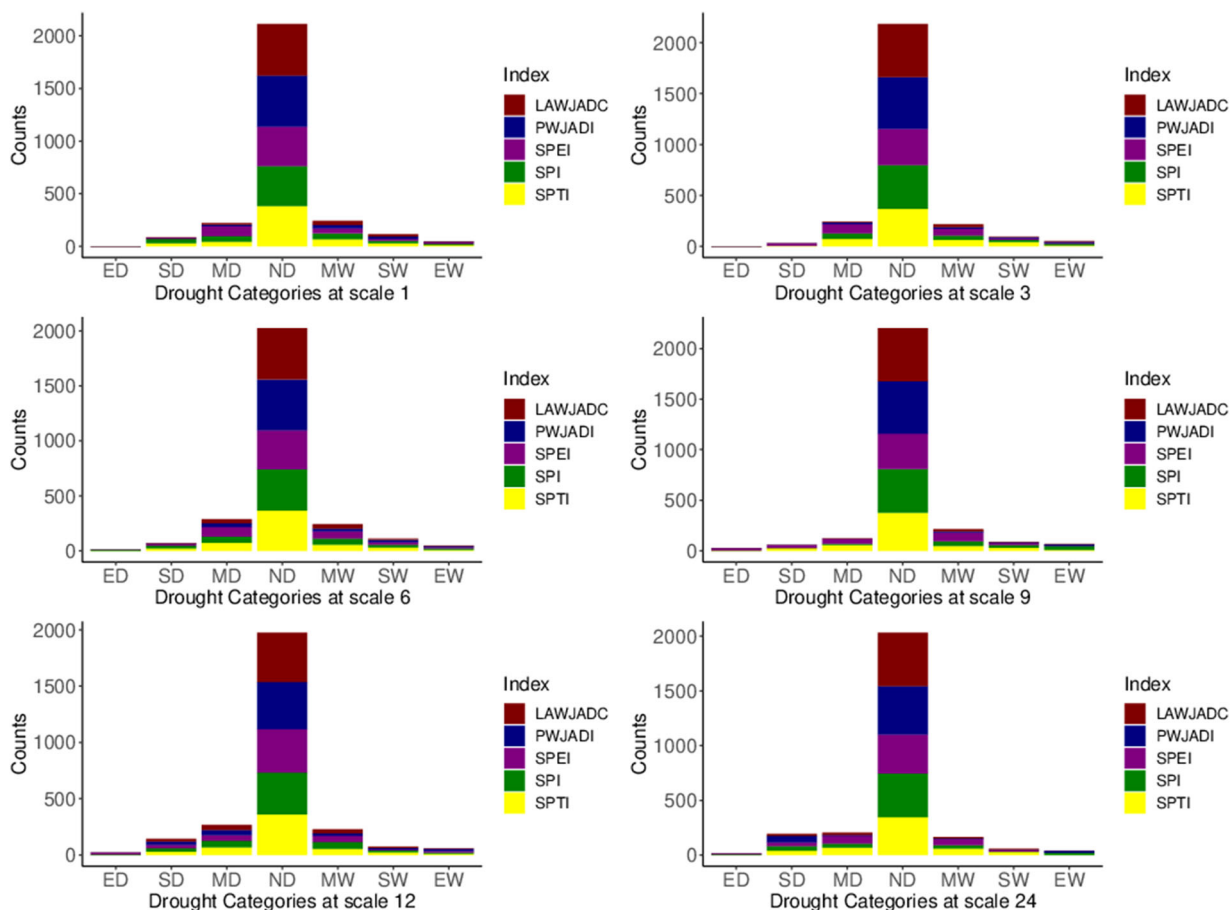 Counts
2000
1500
1000
500
0
ED SD MD ND MW SW EW
Drought Categories at scale 1
Index
LAWJADC
PWJADI
SPEI
SPI
SPTI
Counts
2000
1500
1000
500
0
ED SD MD ND MW SW EW
Drought Categories at scale 3
Index
LAWJADC
PWJADI
SPEI
SPI
SPTI
Counts
2000
1500
1000
500
0
ED SD MD ND MW SW EW
Drought Categories at scale 6
Index
LAWJADC
PWJADI
SPEI
SPI
SPTI
Counts
2000
1500
1000
500
0
ED SD MD ND MW SW EW
Drought Categories at scale 9
Index
LAWJADC
PWJADI
SPEI
SPI
SPTI
Counts
2000
1500
1000
500
0
ED SD MD ND MW SW EW
Drought Categories at scale 12
Index
LAWJADC
PWJADI
SPEI
SPI
SPTI
Counts
2000
1500
1000
500
0
ED SD MD ND MW SW EW
Drought Categories at scale 24
Index
LAWJADC
PWJADI
SPEI
SPI
SPTI